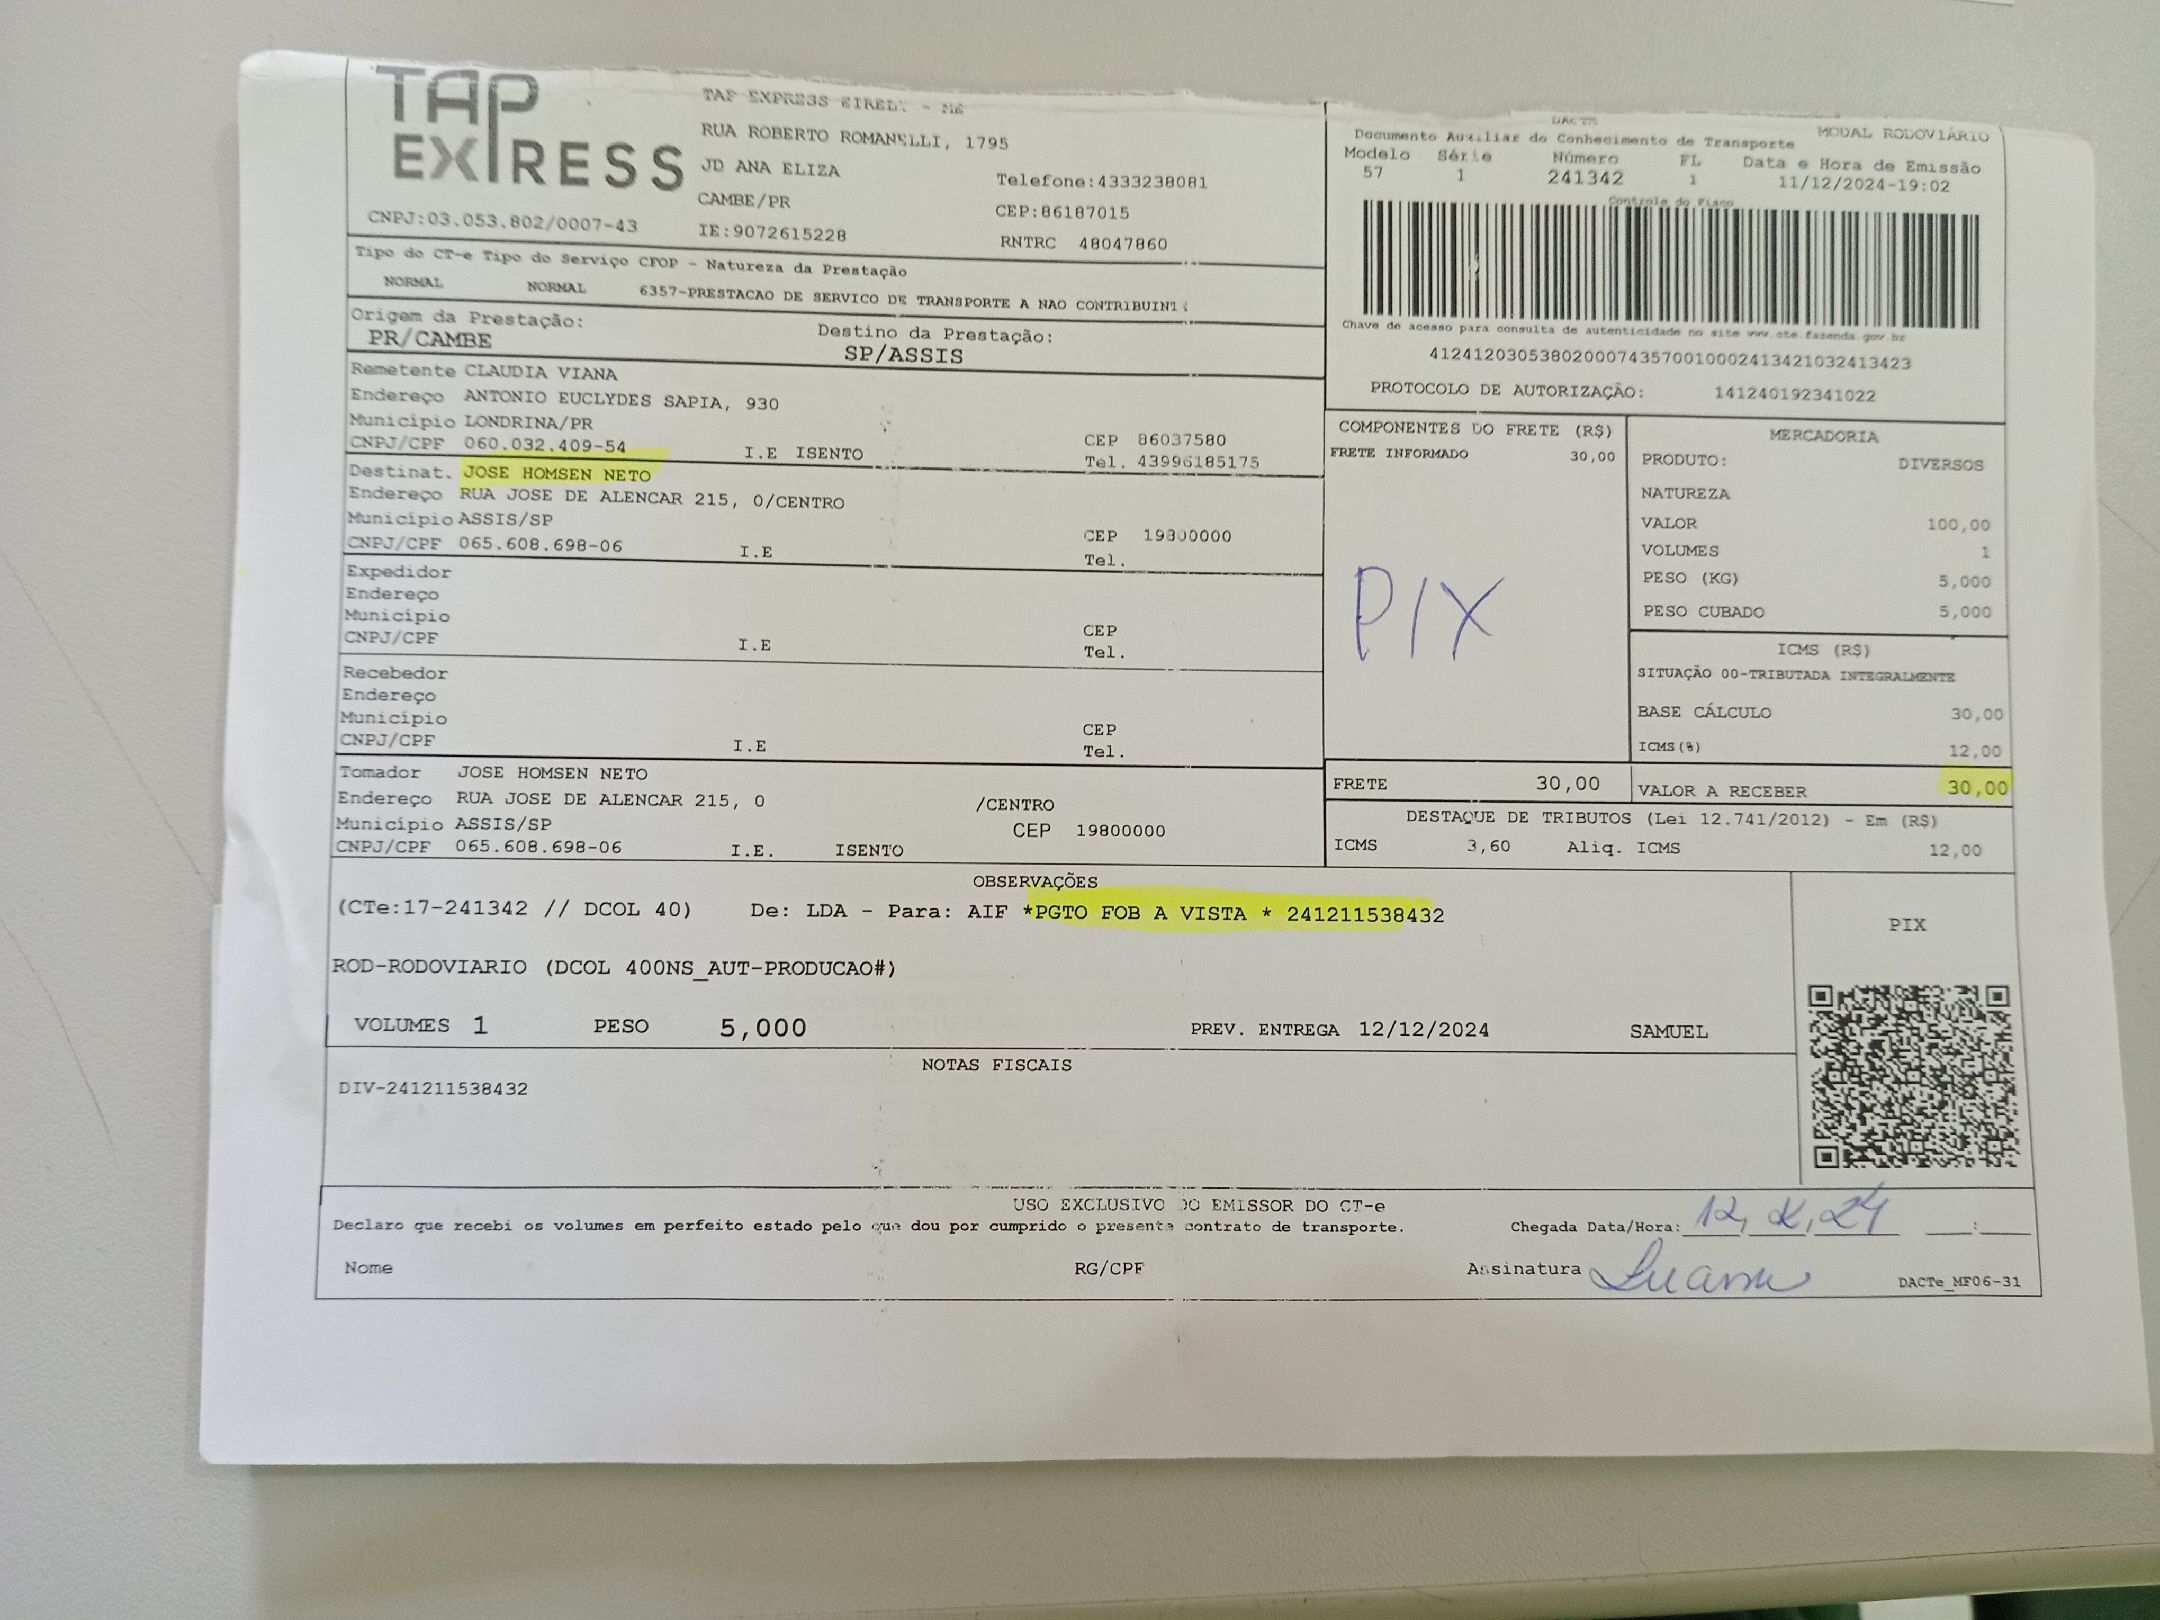 TAP
EXPRESS
TAP EXPRESS EIRELI - ME
RUA ROBERTO ROMANELLI, 1795
JD ANA ELIZA
Telefone:4333238081
CAMBE/PR
CEP:86187015
CNPJ:03.053.802/0007-43
IE:9072615228
RNTRC 48047860
DACTE
Documento Auxiliar do Conhecimento de Transporte
MODAL RODOVIÁRIO
Modelo Série Número FL Data e Hora de Emissão
57 1 241342 1 11/12/2024-19:02
Controle do Fisco
Chave de acesso para consulta de autenticidade no site www.cte.fazenda.gov.br
41241203053802000743570010002413421032413423
PROTOCOLO DE AUTORIZAÇÃO: 141240192341022
Tipo do CT-e Tipo do Serviço CFOP - Natureza da Prestação
NORMAL NORMAL 6357-PRESTACAO DE SERVICO DE TRANSPORTE A NAO CONTRIBUINT
Origem da Prestação: Destino da Prestação:
PR/CAMBE SP/ASSIS
Remetente CLAUDIA VIANA
Endereço ANTONIO EUCLYDES SAPIA, 930
Município LONDRINA/PR CEP 86037580
CNPJ/CPF 060.032.409-54 I.E ISENTO Tel. 43996185175
Destinat. JOSE HOMSEN NETO
Endereço RUA JOSE DE ALENCAR 215, 0/CENTRO
Município ASSIS/SP CEP 19800000
CNPJ/CPF 065.608.698-06 I.E Tel.
Expedidor
Endereço
Município CEP
CNPJ/CPF I.E Tel.
Recebedor
Endereço
Município CEP
CNPJ/CPF I.E Tel.
Tomador JOSE HOMSEN NETO
Endereço RUA JOSE DE ALENCAR 215, 0 /CENTRO
Município ASSIS/SP CEP 19800000
CNPJ/CPF 065.608.698-06 I.E. ISENTO
COMPONENTES DO FRETE (R$)
FRETE INFORMADO 30,00
PIX
MERCADORIA
PRODUTO: DIVERSOS
NATUREZA
VALOR 100,00
VOLUMES 1
PESO (KG) 5,000
PESO CUBADO 5,000
ICMS (R$)
SITUAÇÃO 00-TRIBUTADA INTEGRALMENTE
BASE CÁLCULO 30,00
ICMS(%) 12,00
FRETE 30,00 VALOR A RECEBER 30,00
DESTAQUE DE TRIBUTOS (Lei 12.741/2012) - Em (R$)
ICMS 3,60 Aliq. ICMS 12,00
OBSERVAÇÕES
(CTe:17-241342 // DCOL 40) De: LDA - Para: AIF *PGTO FOB A VISTA * 241211538432
ROD-RODOVIARIO (DCOL 400NS_AUT-PRODUCAO#)
VOLUMES 1 PESO 5,000 PREV. ENTREGA 12/12/2024 SAMUEL
PIX
NOTAS FISCAIS
DIV-241211538432
USO EXCLUSIVO DO EMISSOR DO CT-e
Declaro que recebi os volumes em perfeito estado pelo que dou por cumprido o presente contrato de transporte.
Chegada Data/Hora: 12, 24 :
Nome RG/CPF Assinatura DACTe_MF06-31